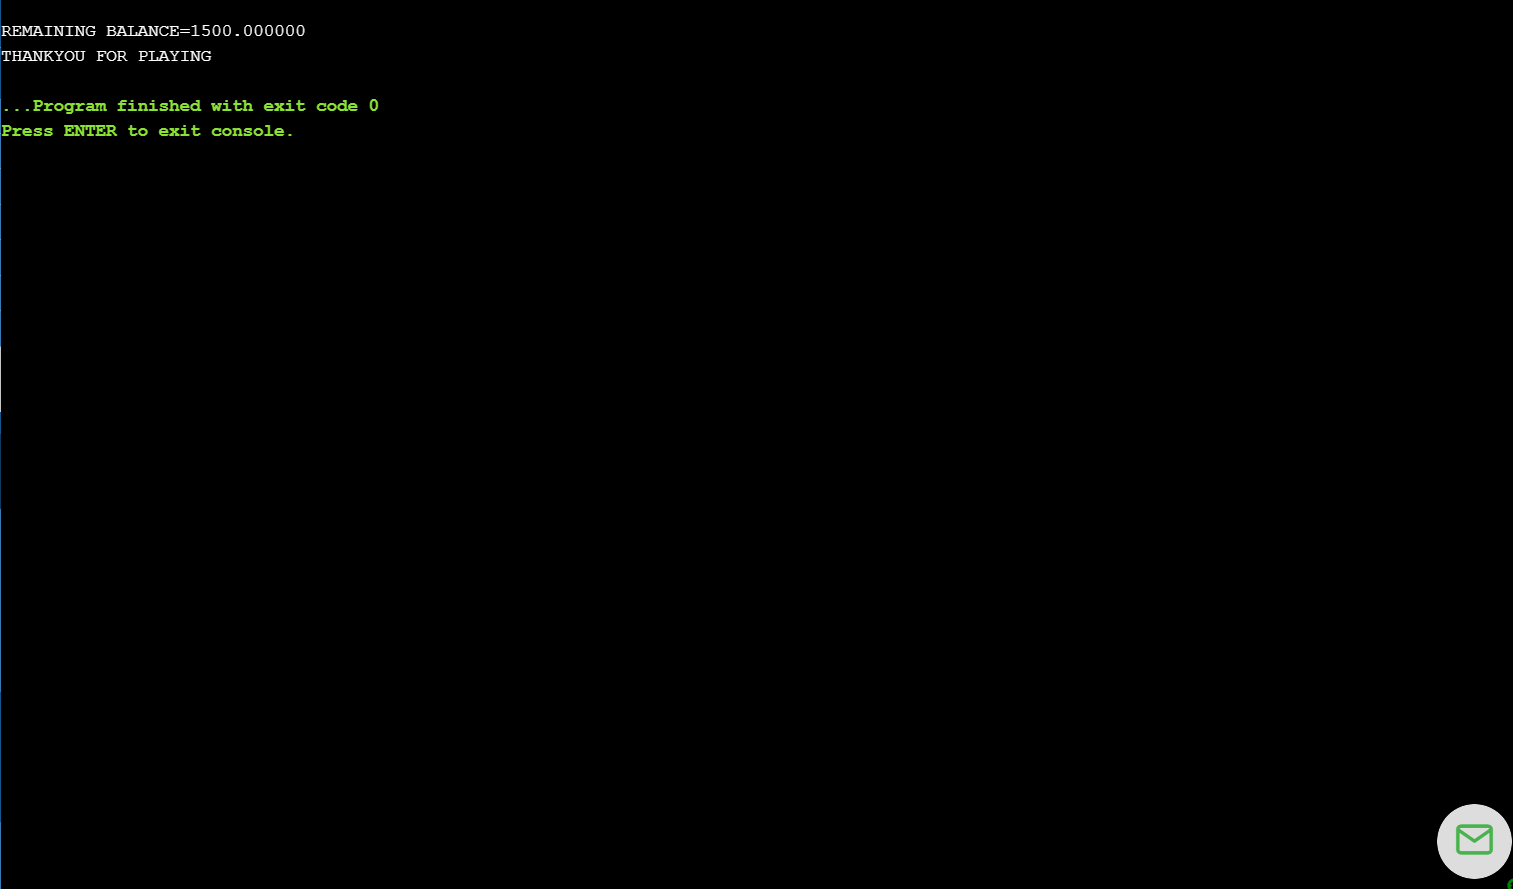 REMAINING BALANCE=1500.000000
THANKYOU FOR PLAYING
...Program finished with exit code 0
Press ENTER to exit console.